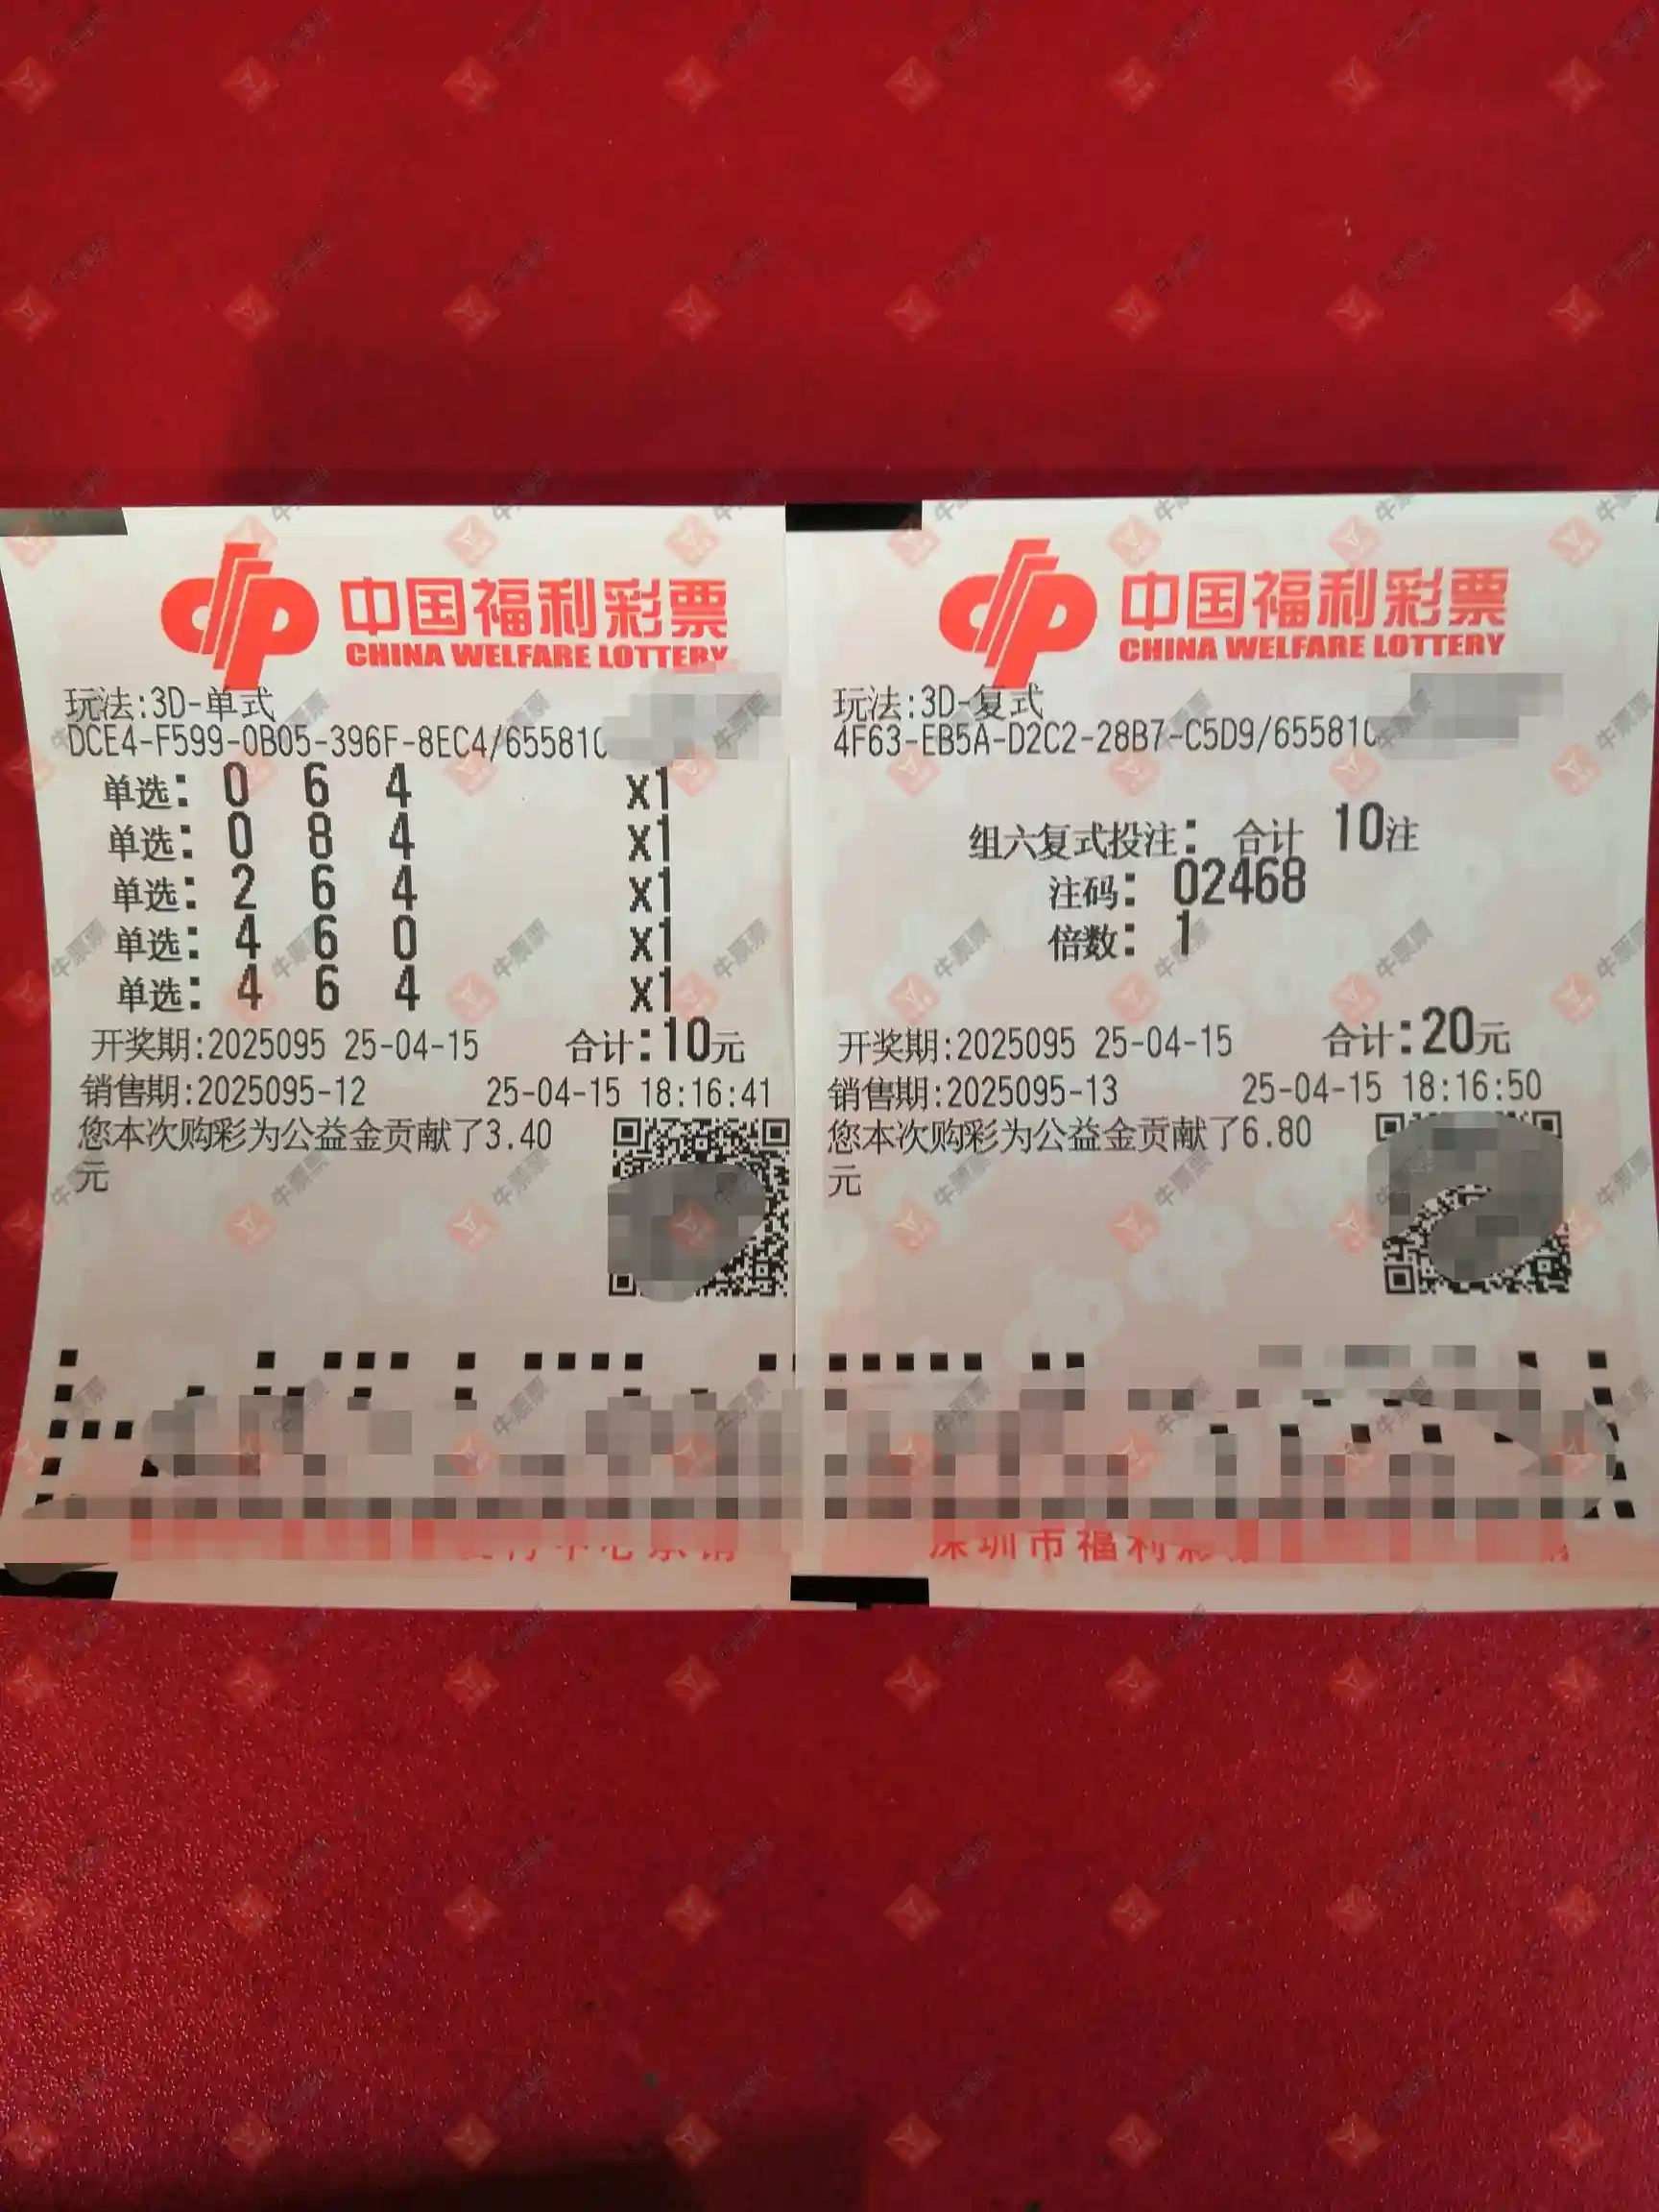 中国福利彩票
CHINA WELFARE LOTTERY
玩法:3D-单式
DCE4-F599-0B05-396F-8EC4/655810
单选: 0 6 4 x1
单选: 0 8 4 x1
单选: 2 6 4 x1
单选: 4 6 0 x1
单选: 4 6 4 x1
开奖期:2025095 25-04-15 合计:10元
销售期:2025095-12 25-04-15 18:16:41
您本次购彩为公益金贡献了3.40
元
中国福利彩票
CHINA WELFARE LOTTERY
玩法:3D-复式
4F63-EB5A-D2C2-28B7-C5D9/655810
组六复式投注: 合计 10注
注码: 02468
倍数: 1
开奖期:2025095 25-04-15 合计:20元
销售期:2025095-13 25-04-15 18:16:50
您本次购彩为公益金贡献了6.80
元
深圳市福利彩
牛票票